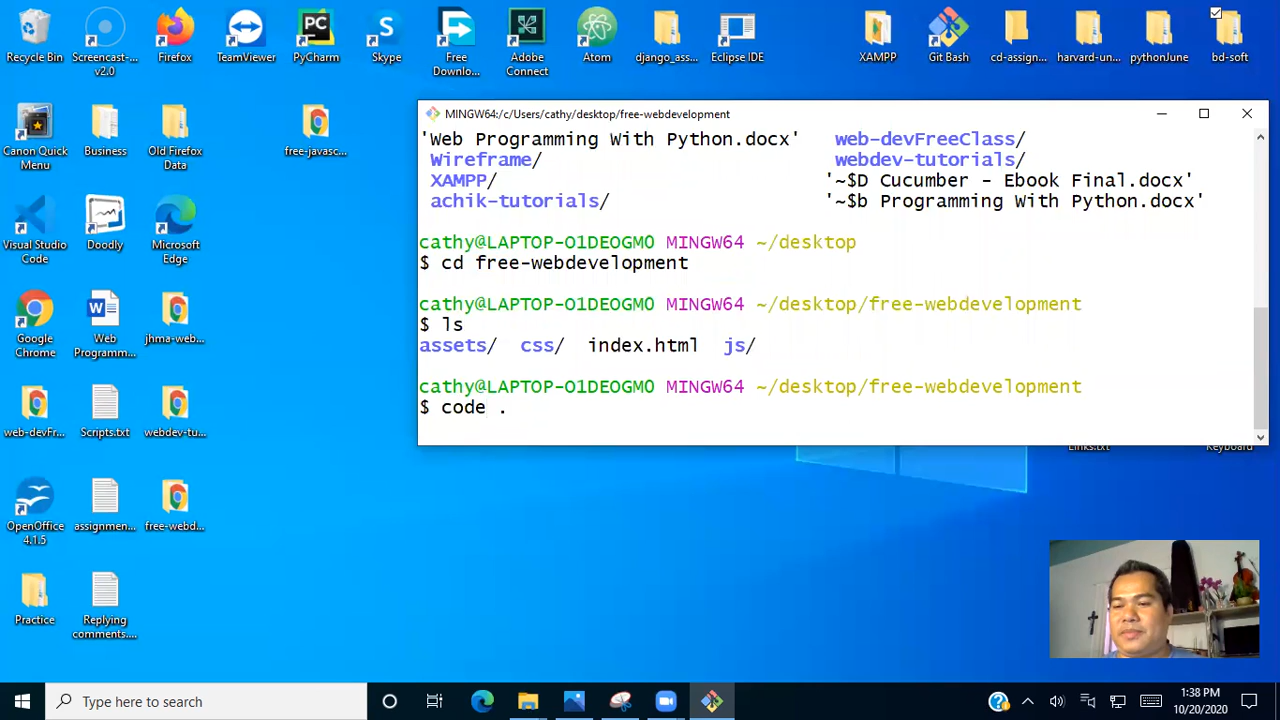 Recycle Bin
Screencast-...
v2.0
Firefox
TeamViewer
PyCharm
Skype
Free
Downlo...
Adobe
Connect
Atom
django_ass...
Eclipse IDE
XAMPP
Git Bash
cd-assign...
harvard-un...
pythonJune
bd-soft
Canon Quick
Menu
Business
Old Firefox
Data
free-javasc...
Visual Studio
Code
Doodly
Microsoft
Edge
Google
Chrome
Web
Programm...
jhma-web...
web-devFr...
Scripts.txt
webdev-tu...
OpenOffice
4.1.5
assignmen...
free-webd...
Practice
Replying
comments....
MINGW64:/c/Users/cathy/desktop/free-webdevelopment
'Web Programming With Python.docx' web-devFreeClass/
Wireframe/ webdev-tutorials/
XAMPP/ '~$D Cucumber - Ebook Final.docx'
achik-tutorials/ '~$b Programming With Python.docx'
cathy@LAPTOP-O1DEOGM0 MINGW64 ~/desktop
$ cd free-webdevelopment
cathy@LAPTOP-O1DEOGM0 MINGW64 ~/desktop/free-webdevelopment
$ ls
assets/ css/ index.html js/
cathy@LAPTOP-O1DEOGM0 MINGW64 ~/desktop/free-webdevelopment
$ code .
Links.txt
Keyboard
Type here to search
1:38 PM
10/20/2020